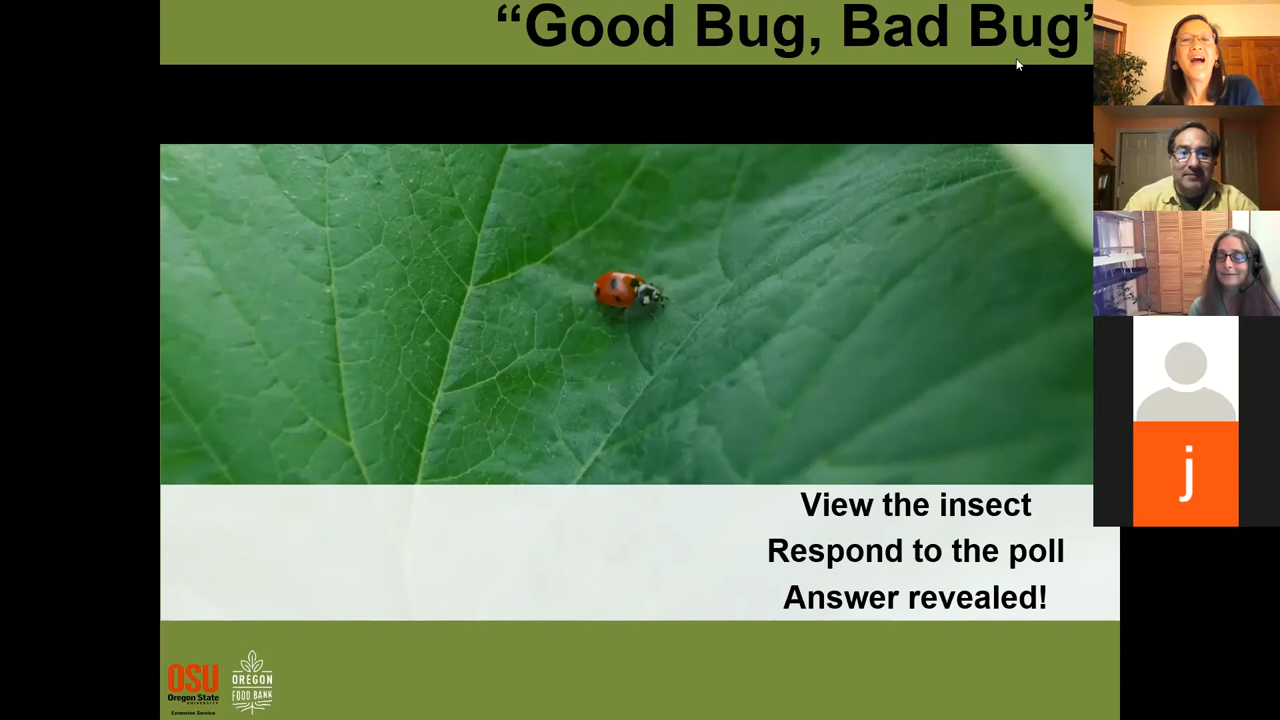 “Good Bug, Bad Bug”
View the insect
Respond to the poll
Answer revealed!
j
OSU
Oregon State
UNIVERSITY
Extension Service
OREGON
FOOD BANK